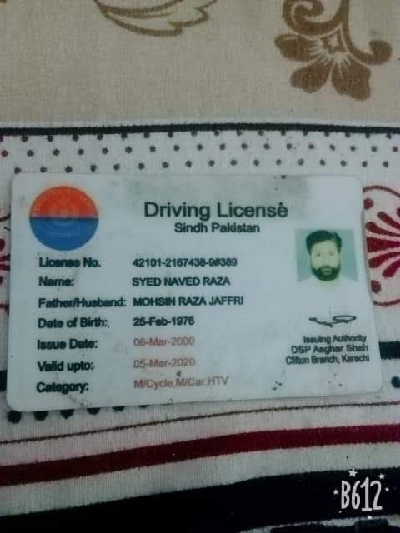 Driving License
Sindh Pakistan
License No. 42101-2167438-9#389
Name: SYED NAVED RAZA
Father/Husband: MOHSIN RAZA JAFFRI
Date of Birth: 25-Feb-1976
Issue Date: 06-Mar-2000
Valid upto: 05-Mar-2020
Category: M/Cycle,M/Car,HTV
Issuing Authority
DSP Asghar Shah
Clifton Branch, Karachi
B612